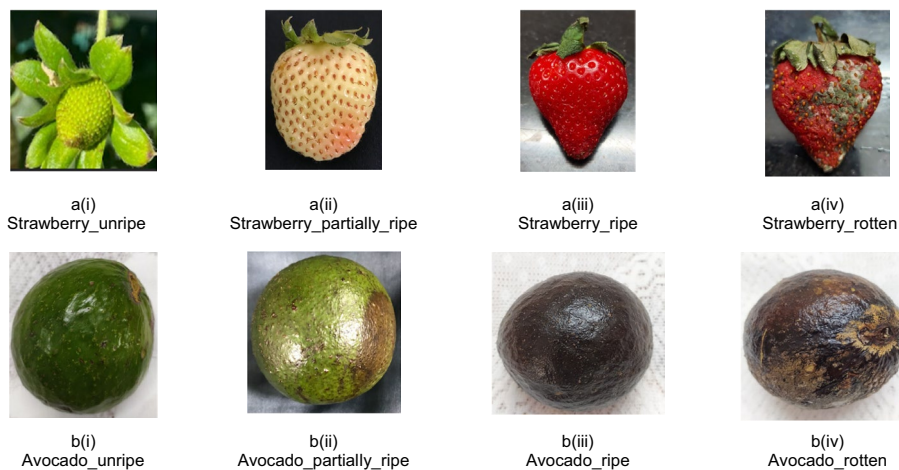 a(i)
Strawberry_unripe
a(ii)
Strawberry_partially_ripe
a(iii)
Strawberry_ripe
a(iv)
Strawberry_rotten
b(i)
Avocado_unripe
b(ii)
Avocado_partially_ripe
b(iii)
Avocado_ripe
b(iv)
Avocado_rotten